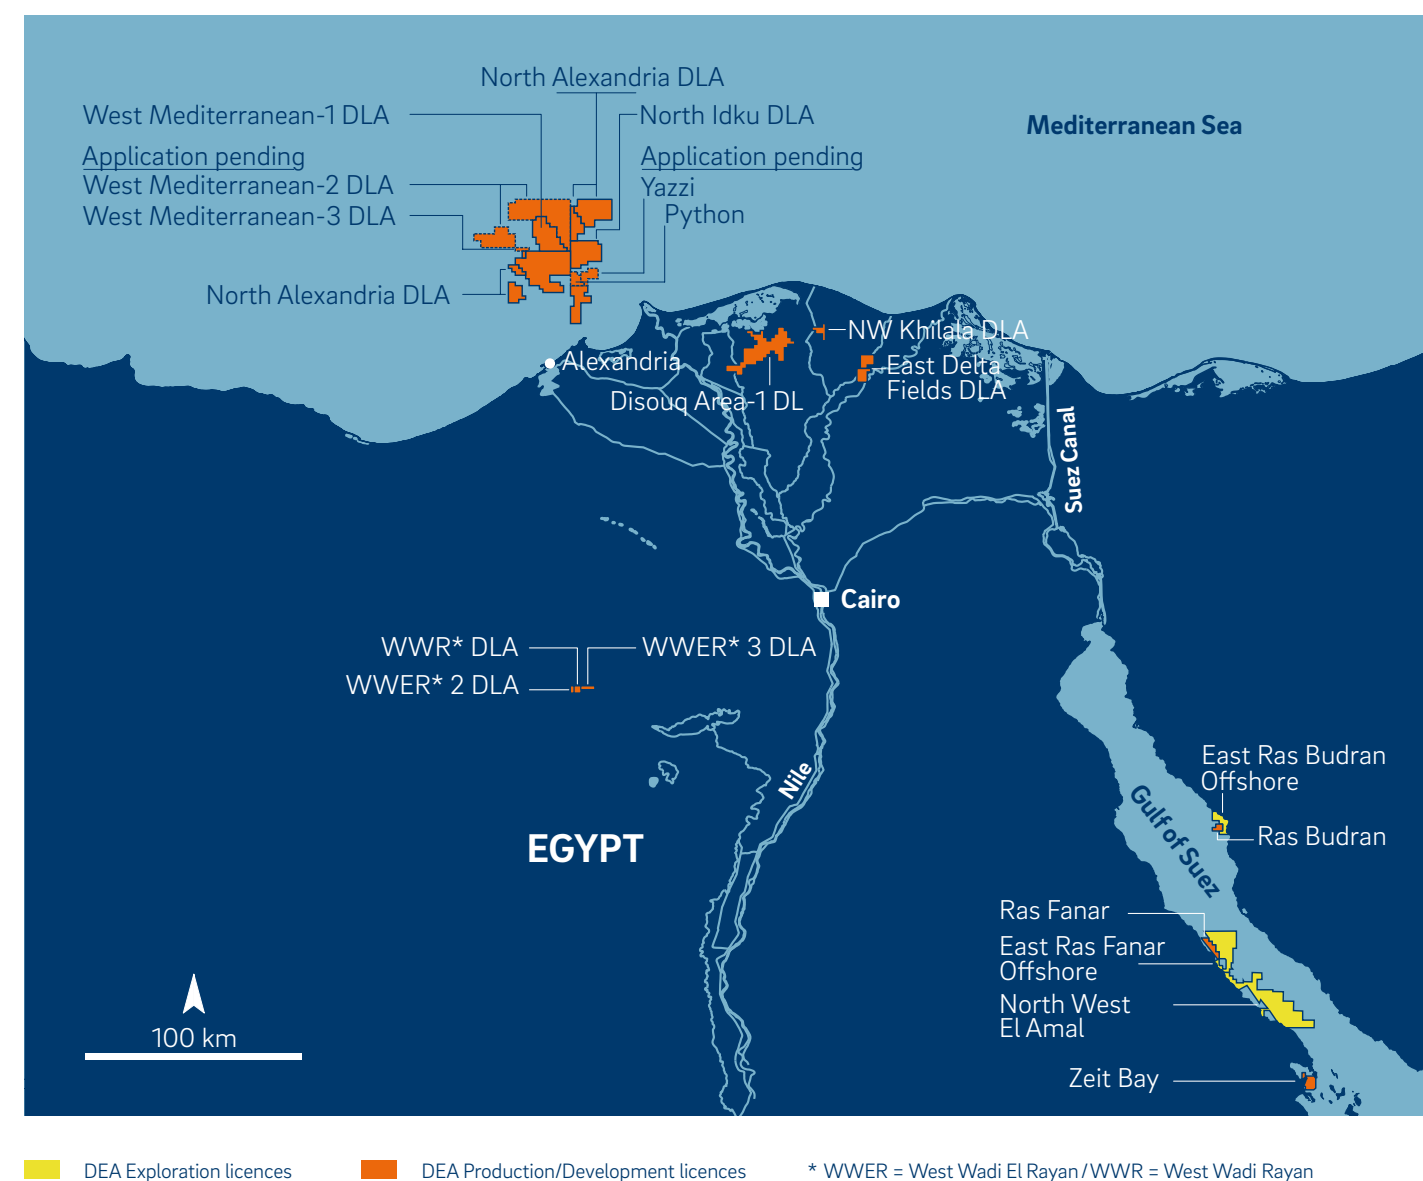 North Alexandria DLA
West Mediterranean-1 DLA
North Idku DLA
Mediterranean Sea
Application pending
West Mediterranean-2 DLA
West Mediterranean-3 DLA
Application pending
Yazzi
Python
North Alexandria DLA
NW Khilala DLA
Alexandria
East Delta
Fields DLA
Disouq Area-1 DL
Suez Canal
Cairo
WWR* DLA
WWER* 3 DLA
WWER* 2 DLA
Nile
EGYPT
East Ras Budran
Offshore
Gulf of Suez
Ras Budran
Ras Fanar
East Ras Fanar
Offshore
North West
El Amal
100 km
Zeit Bay
DEA Exploration licences
DEA Production/Development licences
* WWER = West Wadi El Rayan / WWR = West Wadi Rayan